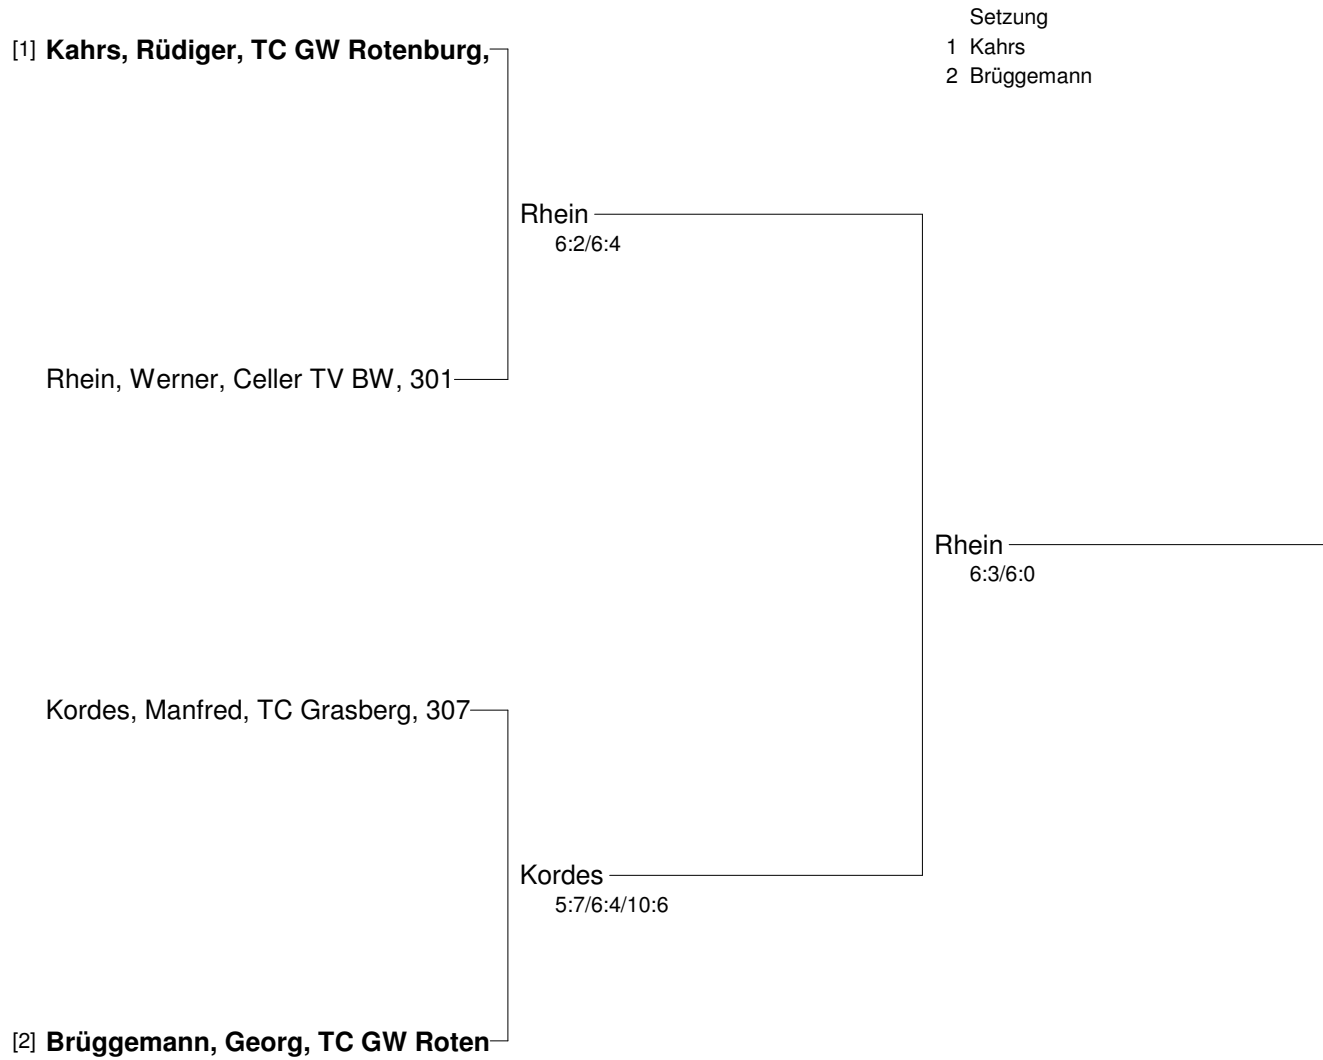 Setzung
1 Kahrs
2 Brüggemann
[1] Kahrs, Rüdiger, TC GW Rotenburg,
Rhein
6:2/6:4
Rhein, Werner, Celler TV BW, 301
Rhein
6:3/6:0
Kordes, Manfred, TC Grasberg, 307
Kordes
5:7/6:4/10:6
[2] Brüggemann, Georg, TC GW Roten